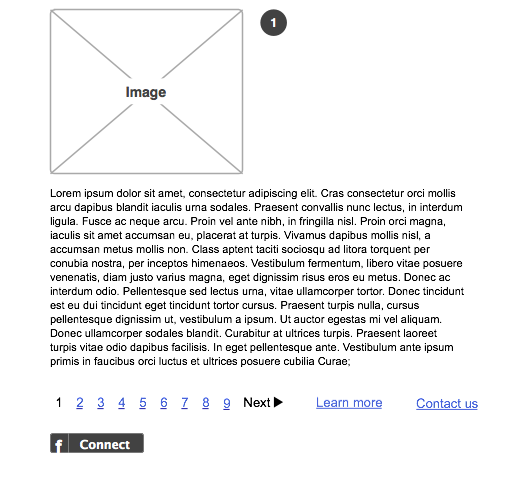 1
Image
Lorem ipsum dolor sit amet, consectetur adipiscing elit. Cras consectetur orci mollis
arcu dapibus blandit iaculis urna sodales. Praesent convallis nunc lectus, in interdum
ligula. Fusce ac neque arcu. Proin vel ante nibh, in fringilla nisl. Proin orci magna,
iaculis sit amet accumsan eu, placerat at turpis. Vivamus dapibus mollis nisl, a
accumsan metus mollis non. Class aptent taciti sociosqu ad litora torquent per
conubia nostra, per inceptos himenaeos. Vestibulum fermentum, libero vitae posuere
venenatis, diam justo varius magna, eget dignissim risus eros eu metus. Donec ac
interdum odio. Pellentesque sed lectus urna, vitae ullamcorper tortor. Donec tincidunt
est eu dui tincidunt eget tincidunt tortor cursus. Praesent turpis nulla, cursus
pellentesque dignissim ut, vestibulum a ipsum. Ut auctor egestas mi vel aliquam.
Donec ullamcorper sodales blandit. Curabitur at ultrices turpis. Praesent laoreet
turpis vitae odio dapibus facilisis. In eget pellentesque ante. Vestibulum ante ipsum
primis in faucibus orci luctus et ultrices posuere cubilia Curae;
1 2 3 4 5 6 7 8 9 Next Learn more Contact us
f Connect